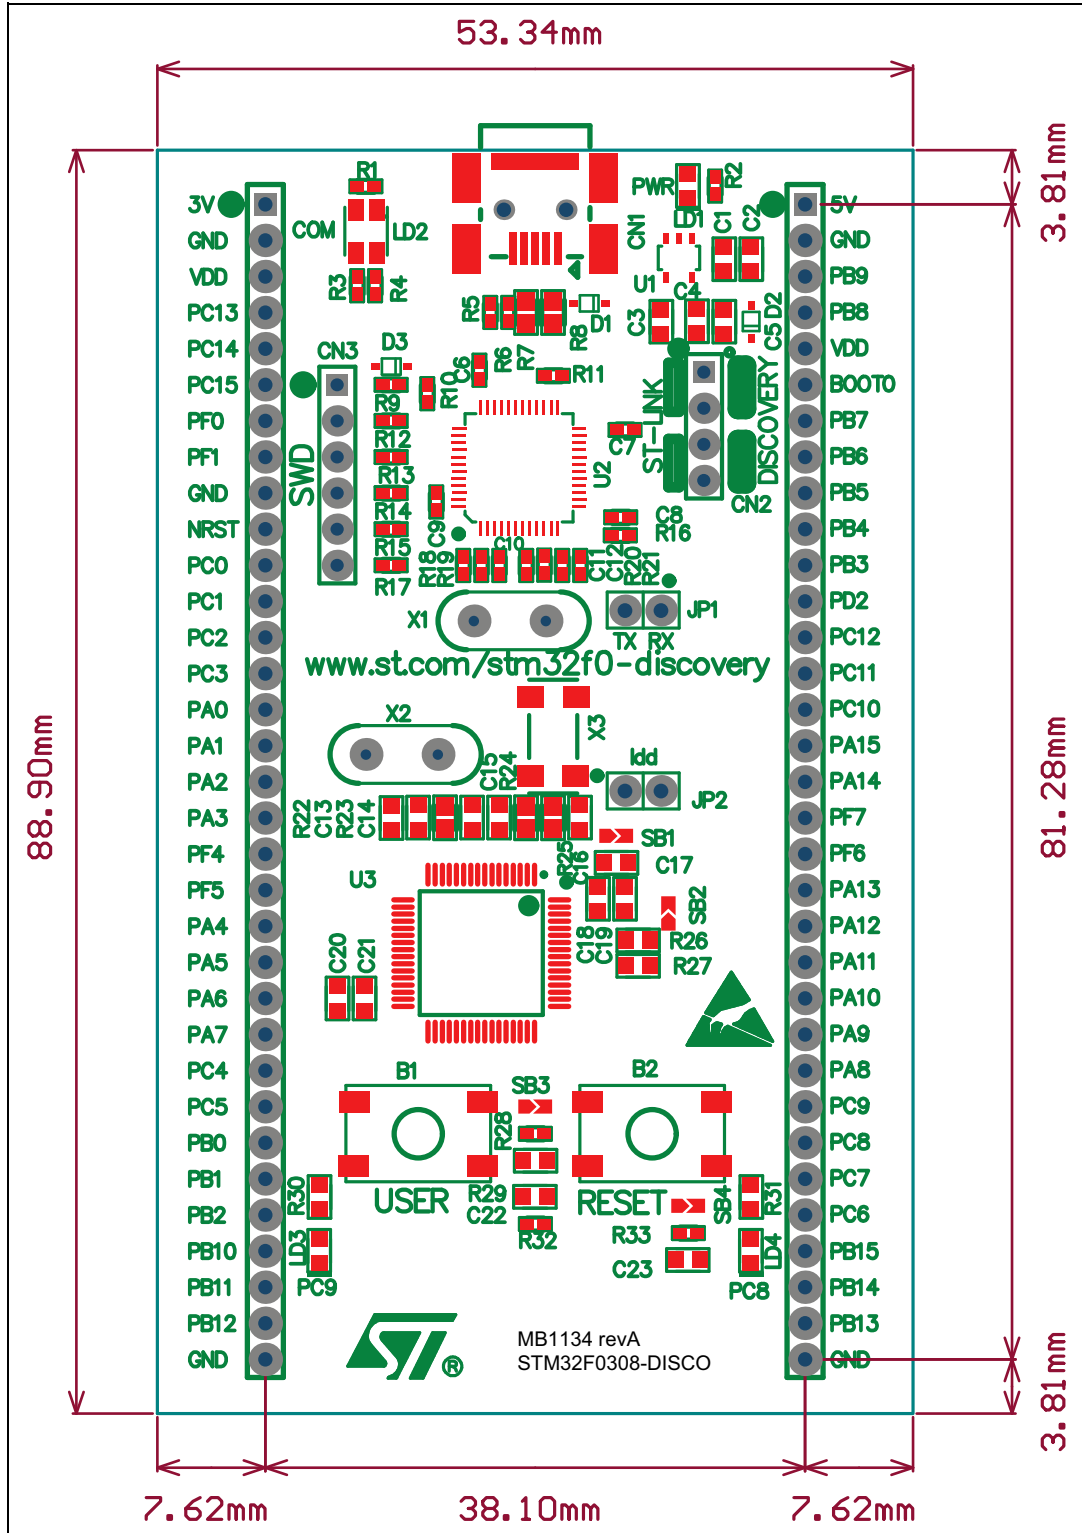 53.34mm
3.81mm
88.90mm
81.28mm
3.81mm
7.62mm
38.10mm
7.62mm
3V
GND
VDD
PC13
PC14
PC15
PF0
PF1
GND
NRST
PC0
PC1
PC2
PC3
PA0
PA1
PA2
PA3
PF4
PF5
PA4
PA5
PA6
PA7
PC4
PC5
PB0
PB1
PB2
PB10
PB11
PB12
GND
5V
GND
PB9
PB8
VDD
BOOT0
PB7
PB6
PB5
PB4
PB3
PD2
PC12
PC11
PC10
PA15
PA14
PF7
PF6
PA13
PA12
PA11
PA10
PA9
PA8
PC9
PC8
PC7
PC6
PB15
PB14
PB13
GND
R1
COM
LD2
R3
R4
CN1
PWR
LD1
R2
C1
C2
U1
C4
C3
C5
D2
R5
R6
R7
R8
D1
C6
R11
D3
CN3
R10
R9
R12
R13
R14
R15
R17
SWD
C7
U2
ST-LINK
DISCOVERY
CN2
C9
C8
R16
R18
R19
C10
C11
C12
R20
R21
X1
JP1
TX RX
www.st.com/stm32f0-discovery
X2
X3
Idd
JP2
R22
C13
R23
C14
C15
R24
SB1
R25
C16
C17
U3
SB2
C18
C19
R26
R27
C20
C21
B1
SB3
B2
R28
USER
R29
C22
R32
RESET
SB4
R33
C23
R30
LD3
PC9
R31
LD4
PC8
ST
®
MB1134 revA
STM32F0308-DISCO